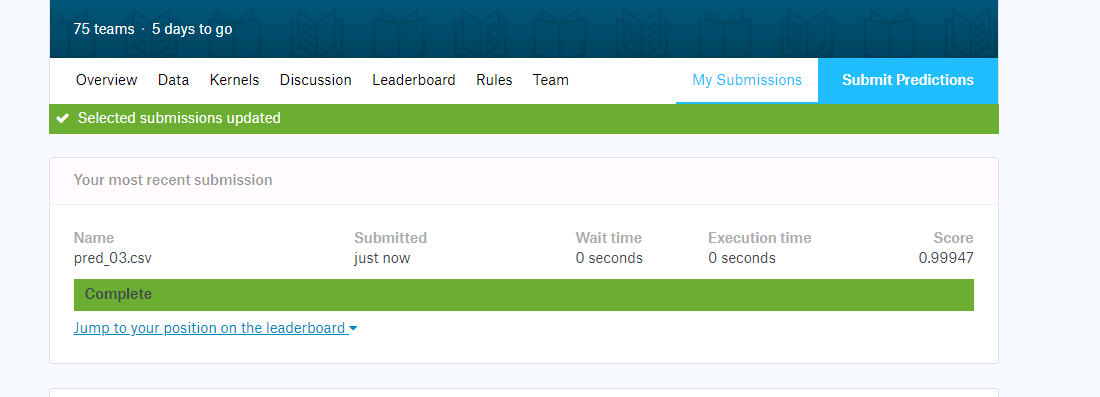 75 teams · 5 days to go
Overview Data Kernels Discussion Leaderboard Rules Team My Submissions Submit Predictions
Selected submissions updated
Your most recent submission
Name Submitted Wait time Execution time Score
pred_03.csv just now 0 seconds 0 seconds 0.99947
Complete
Jump to your position on the leaderboard